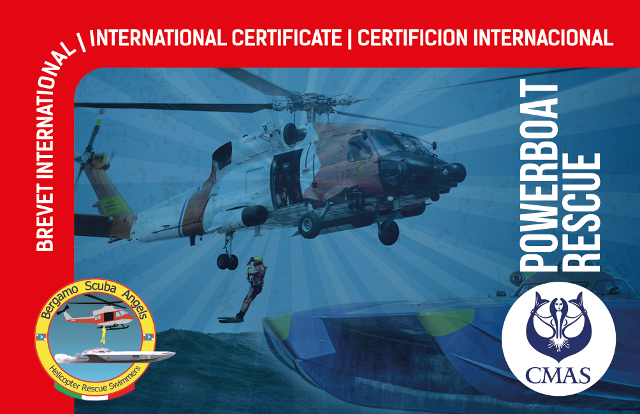 BREVET INTERNATIONAL | INTERNATIONAL CERTIFICATE | CERTIFICION INTERNACIONAL
POWERBOAT
RESCUE
Bergamo Scuba Angels
Helicopter Rescue Swimmers
CMAS